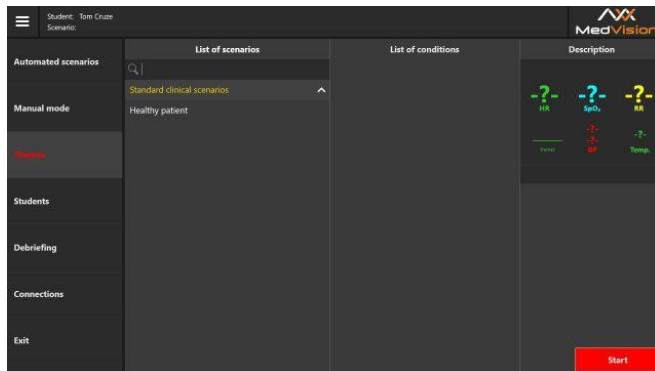 Student: Tom Cruze
Scenario:
MedVision
Automated scenarios
Manual mode
Students
Debriefing
Connections
Exit
List of scenarios
Standard clinical scenarios
Healthy patient
List of conditions
Description
-?- -?- -?-
HR SpO₂ RR
-?-
-?- -?-
BP Temp.
Start